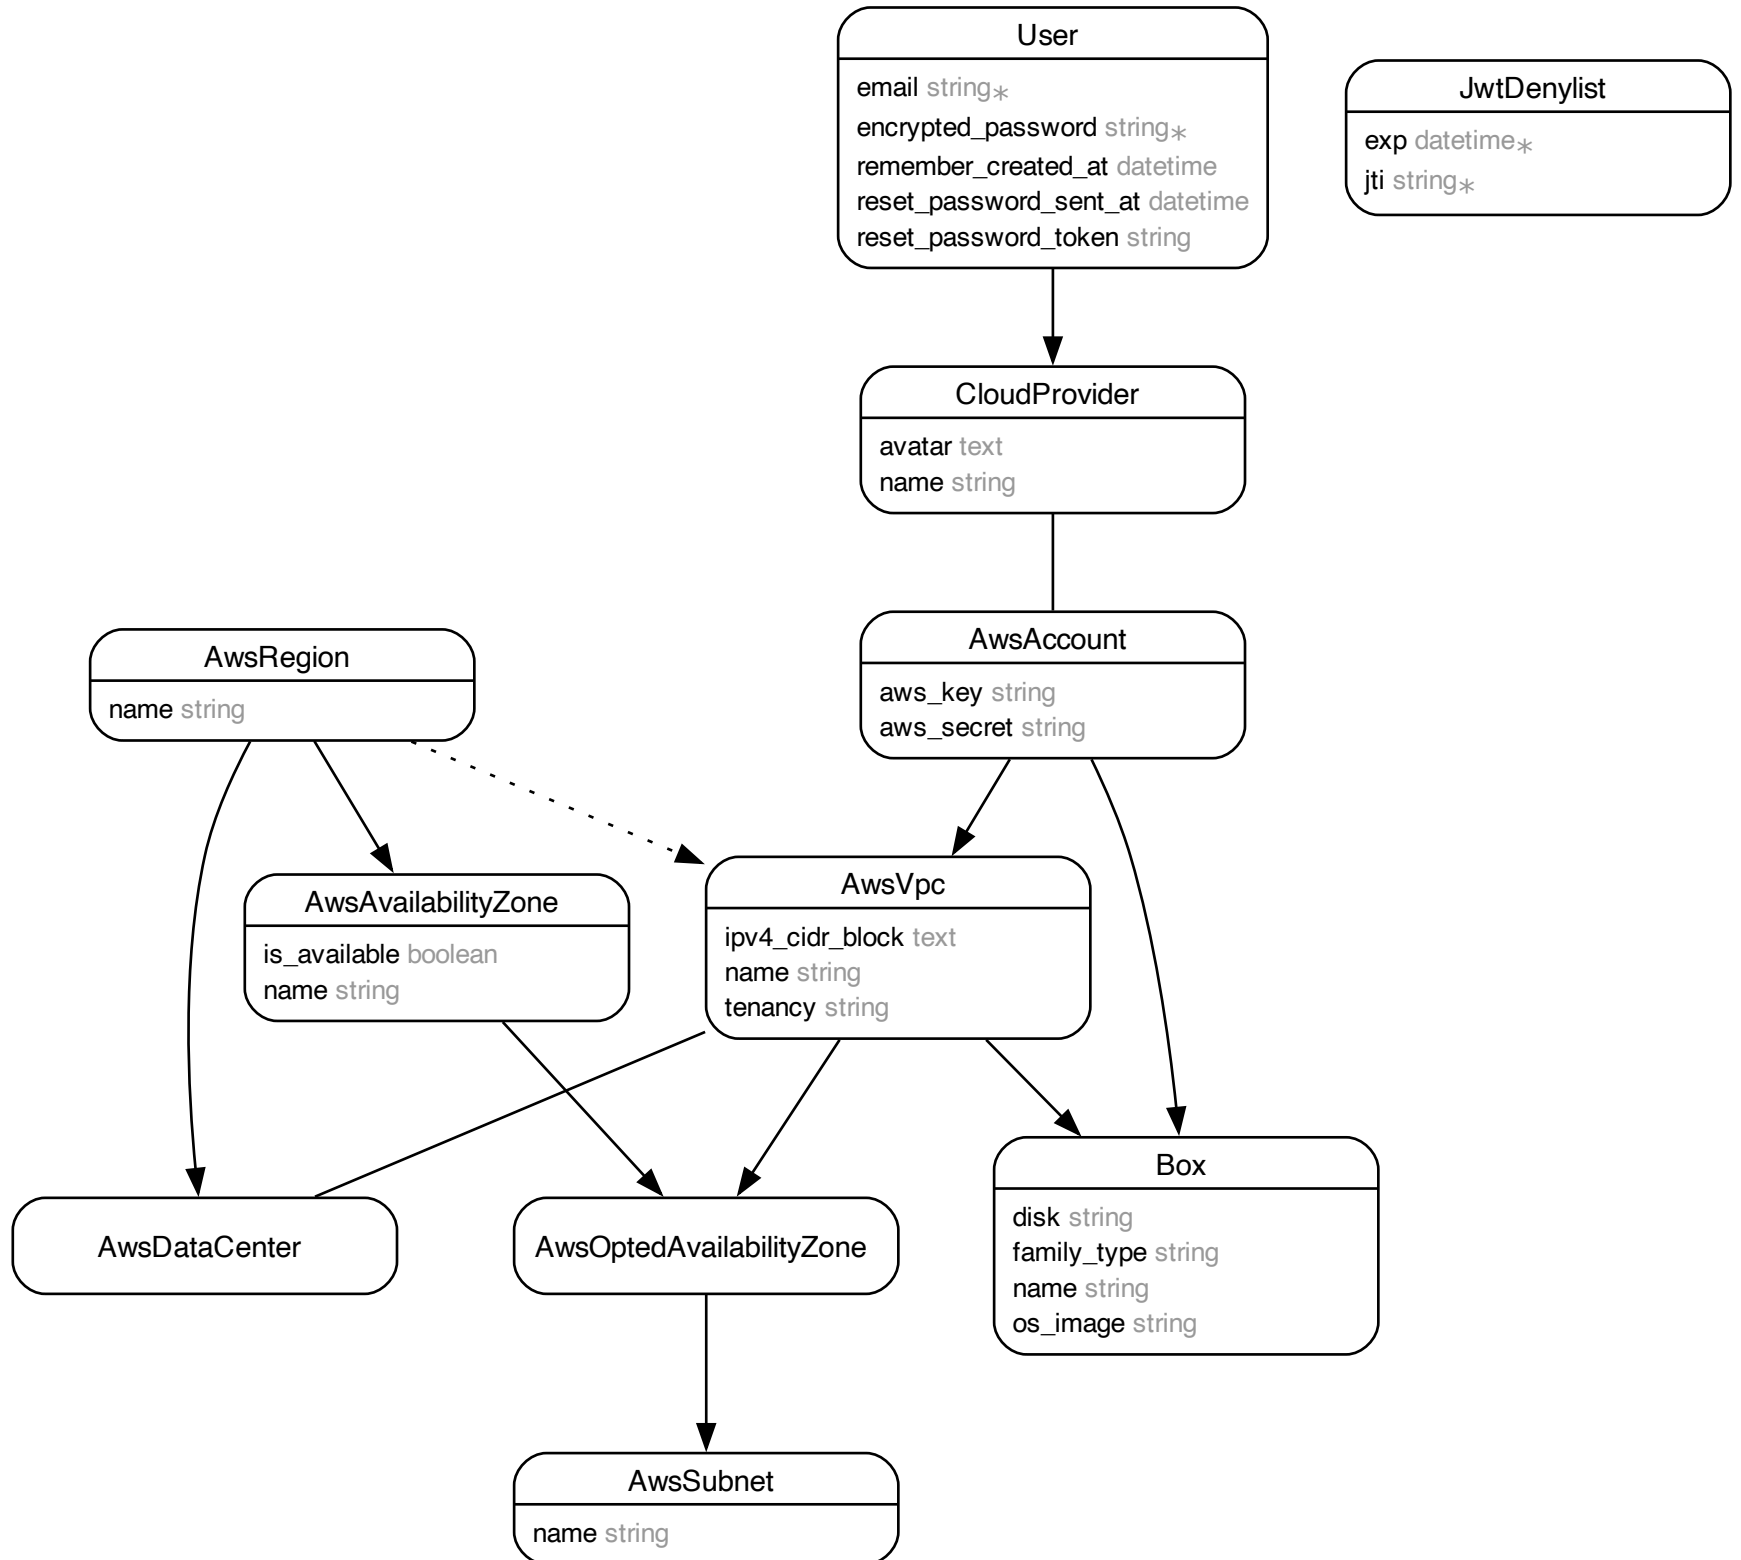 User
email string*
encrypted_password string*
remember_created_at datetime
reset_password_sent_at datetime
reset_password_token string
JwtDenylist
exp datetime*
jti string*
CloudProvider
avatar text
name string
AwsRegion
name string
AwsAccount
aws_key string
aws_secret string
AwsAvailabilityZone
is_available boolean
name string
AwsVpc
ipv4_cidr_block text
name string
tenancy string
AwsDataCenter
AwsOptedAvailabilityZone
Box
disk string
family_type string
name string
os_image string
AwsSubnet
name string